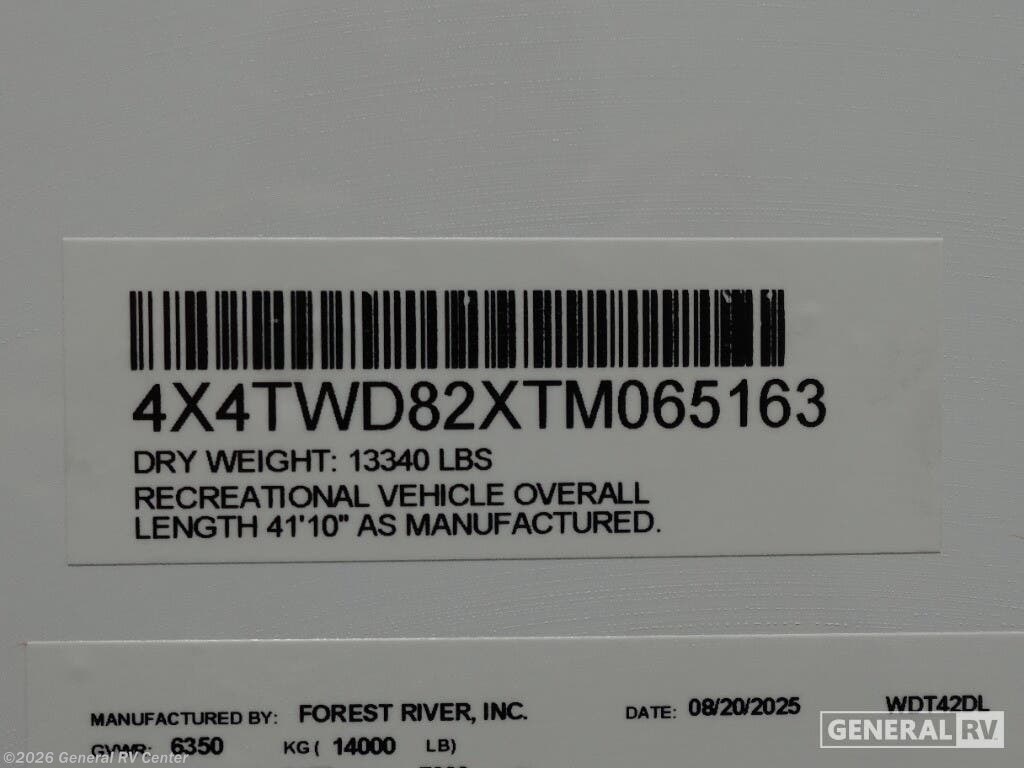 4X4TWD82XTM065163
DRY WEIGHT: 13340 LBS
RECREATIONAL VEHICLE OVERALL
LENGTH 41'10" AS MANUFACTURED.
MANUFACTURED BY: FOREST RIVER, INC. DATE: 08/20/2025 WDT42DL
GVWR: 6350 KG ( 14000 LB)
GENERAL RV
©2026 General RV Center